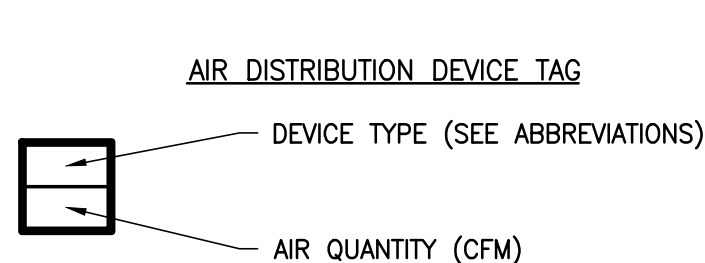 AIR DISTRIBUTION DEVICE TAG
DEVICE TYPE (SEE ABBREVIATIONS)
AIR QUANTITY (CFM)